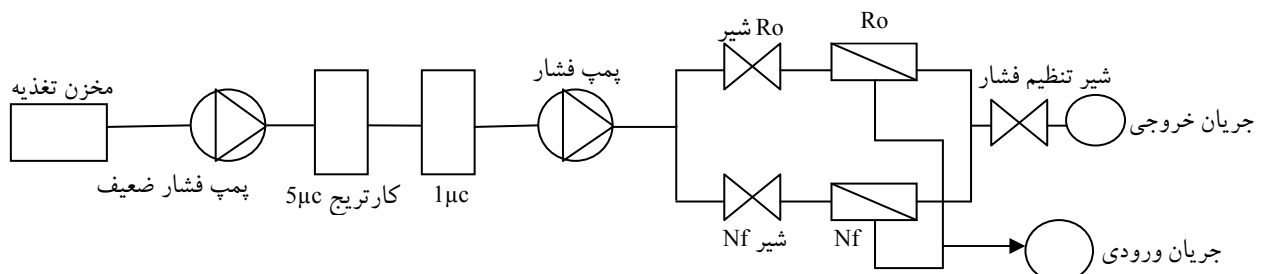 مخزن تغذیه
پمپ فشار ضعیف
کارتریج 5µc
1µc
پمپ فشار
شیر Ro
Ro
شیر تنظیم فشار
جریان خروجی
شیر Nf
Nf
جریان ورودی